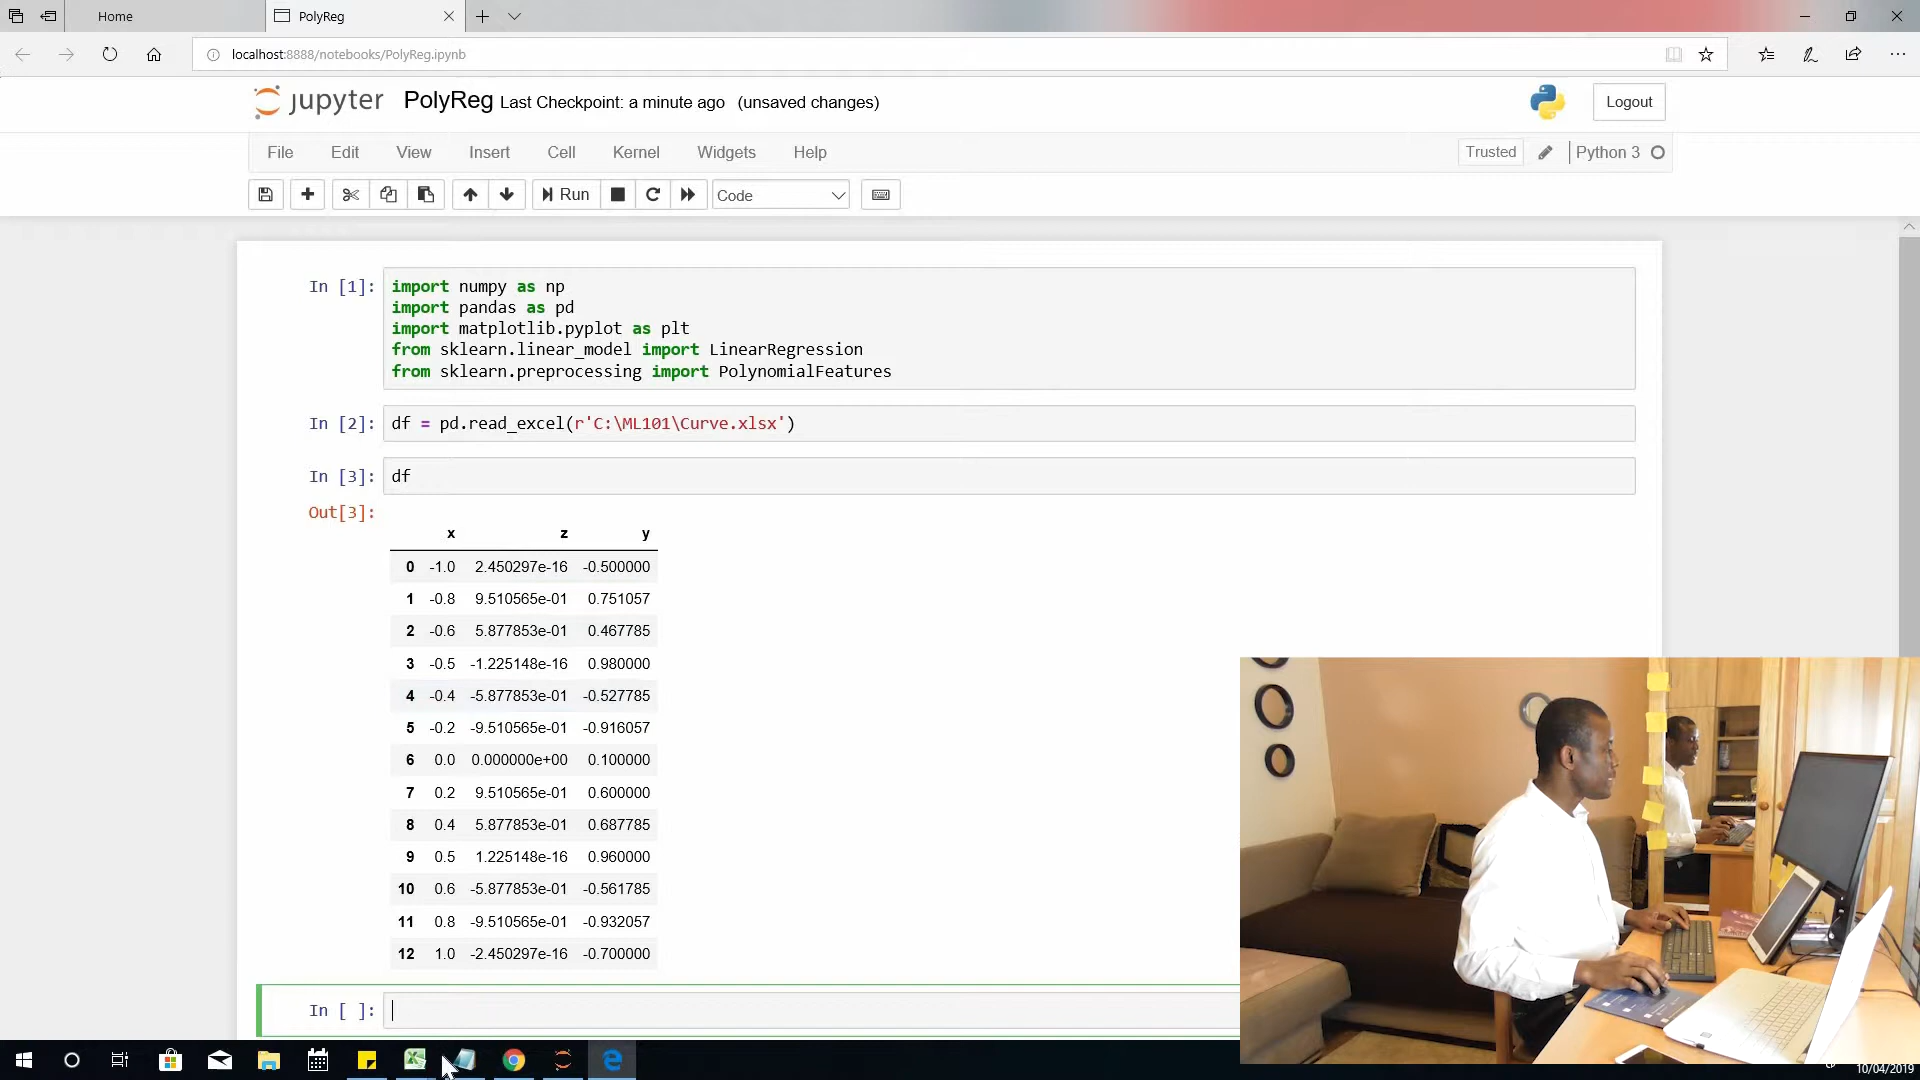 Home
PolyReg
localhost:8888/notebooks/PolyReg.ipynb
jupyter PolyReg Last Checkpoint: a minute ago (unsaved changes)
Logout
File Edit View Insert Cell Kernel Widgets Help
Trusted
Python 3
Run
Code
In [1]: import numpy as np
import pandas as pd
import matplotlib.pyplot as plt
from sklearn.linear_model import LinearRegression
from sklearn.preprocessing import PolynomialFeatures
In [2]: df = pd.read_excel(r'C:\ML101\Curve.xlsx')
In [3]: df
Out[3]:
x z y
0 -1.0 2.450297e-16 -0.500000
1 -0.8 9.510565e-01 0.751057
2 -0.6 5.877853e-01 0.467785
3 -0.5 -1.225148e-16 0.980000
4 -0.4 -5.877853e-01 -0.527785
5 -0.2 -9.510565e-01 -0.916057
6 0.0 0.000000e+00 0.100000
7 0.2 9.510565e-01 0.600000
8 0.4 5.877853e-01 0.687785
9 0.5 1.225148e-16 0.960000
10 0.6 -5.877853e-01 -0.561785
11 0.8 -9.510565e-01 -0.932057
12 1.0 -2.450297e-16 -0.700000
In [ ]:
10/04/2019